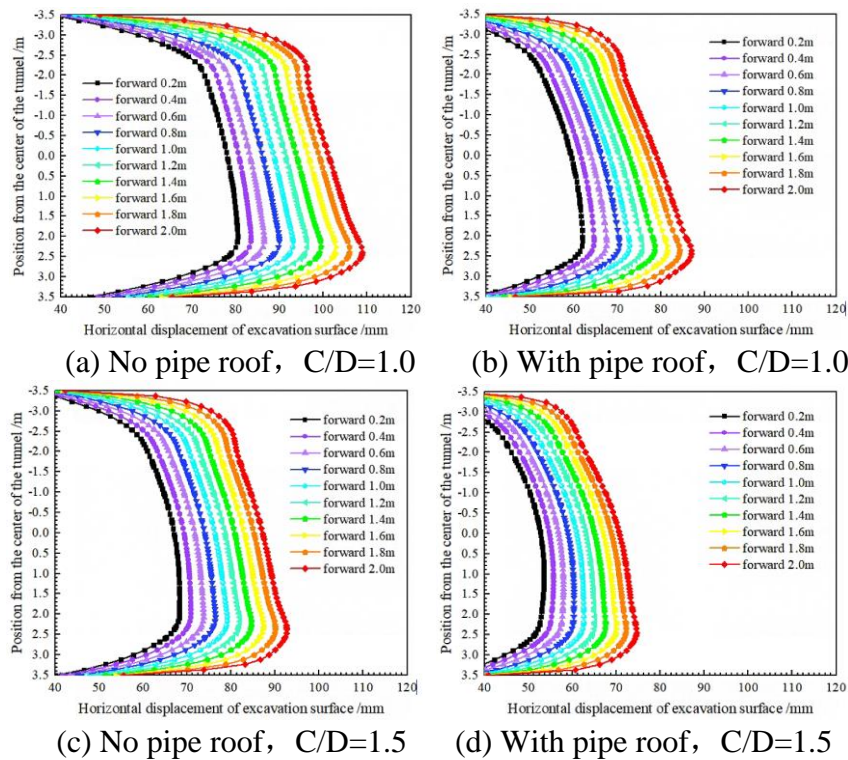 -3.5
-3.0
-2.5
-2.0
-1.5
-1.0
-0.5
0.0
0.5
1.0
1.5
2.0
2.5
3.0
3.5
Position from the center of the tunnel /m
forward 0.2m
forward 0.4m
forward 0.6m
forward 0.8m
forward 1.0m
forward 1.2m
forward 1.4m
forward 1.6m
forward 1.8m
forward 2.0m
40 50 60 70 80 90 100 110 120
Horizontal displacement of excavation surface /mm
(a) No pipe roof，C/D=1.0
-3.5
-3.0
-2.5
-2.0
-1.5
-1.0
-0.5
0.0
0.5
1.0
1.5
2.0
2.5
3.0
3.5
Position from the center of the tunnel /m
forward 0.2m
forward 0.4m
forward 0.6m
forward 0.8m
forward 1.0m
forward 1.2m
forward 1.4m
forward 1.6m
forward 1.8m
forward 2.0m
40 50 60 70 80 90 100 110 120
Horizontal displacement of excavation surface /mm
(b) With pipe roof，C/D=1.0
-3.5
-3.0
-2.5
-2.0
-1.5
-1.0
-0.5
0.0
0.5
1.0
1.5
2.0
2.5
3.0
3.5
Position from the center of the tunnel /m
forward 0.2m
forward 0.4m
forward 0.6m
forward 0.8m
forward 1.0m
forward 1.2m
forward 1.4m
forward 1.6m
forward 1.8m
forward 2.0m
40 50 60 70 80 90 100 110 120
Horizontal displacement of excavation surface /mm
(c) No pipe roof，C/D=1.5
-3.5
-3.0
-2.5
-2.0
-1.5
-1.0
-0.5
0.0
0.5
1.0
1.5
2.0
2.5
3.0
3.5
Position from the center of the tunnel /m
forward 0.2m
forward 0.4m
forward 0.6m
forward 0.8m
forward 1.0m
forward 1.2m
forward 1.4m
forward 1.6m
forward 1.8m
forward 2.0m
40 50 60 70 80 90 100 110 120
Horizontal displacement of excavation surface /mm
(d) With pipe roof，C/D=1.5